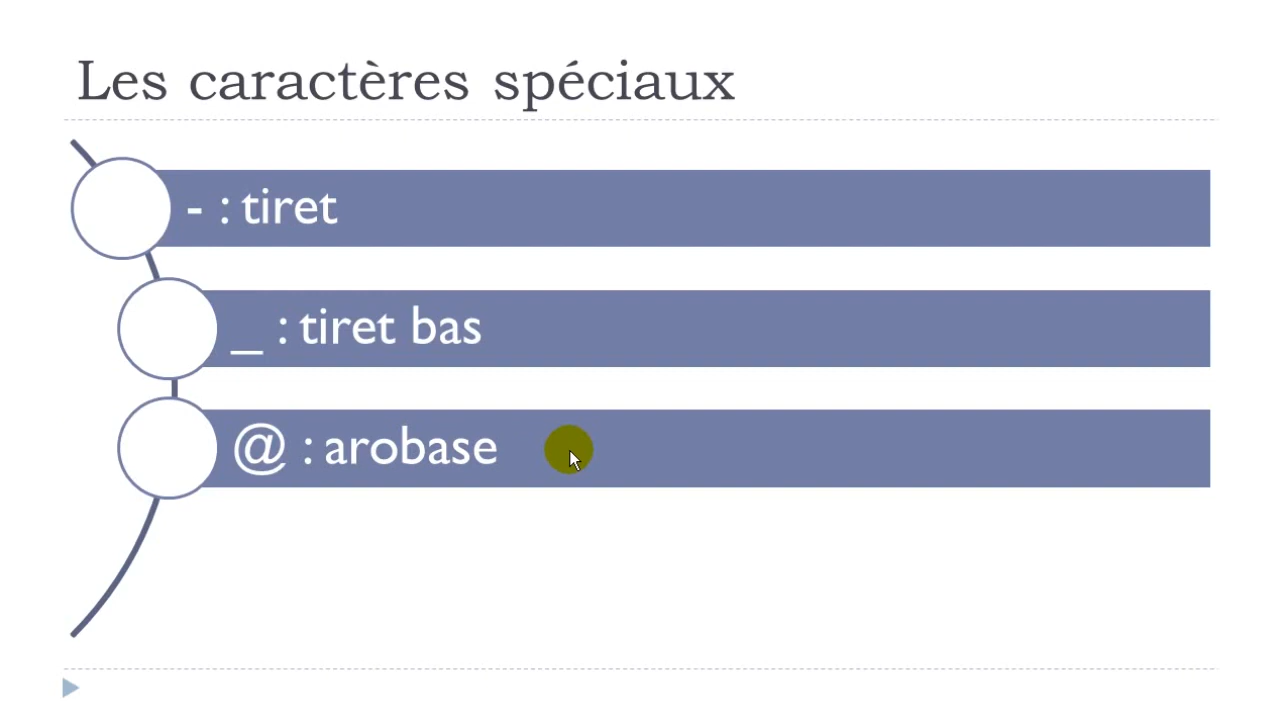 Les caractères spéciaux
- : tiret
_ : tiret bas
@ : arobase